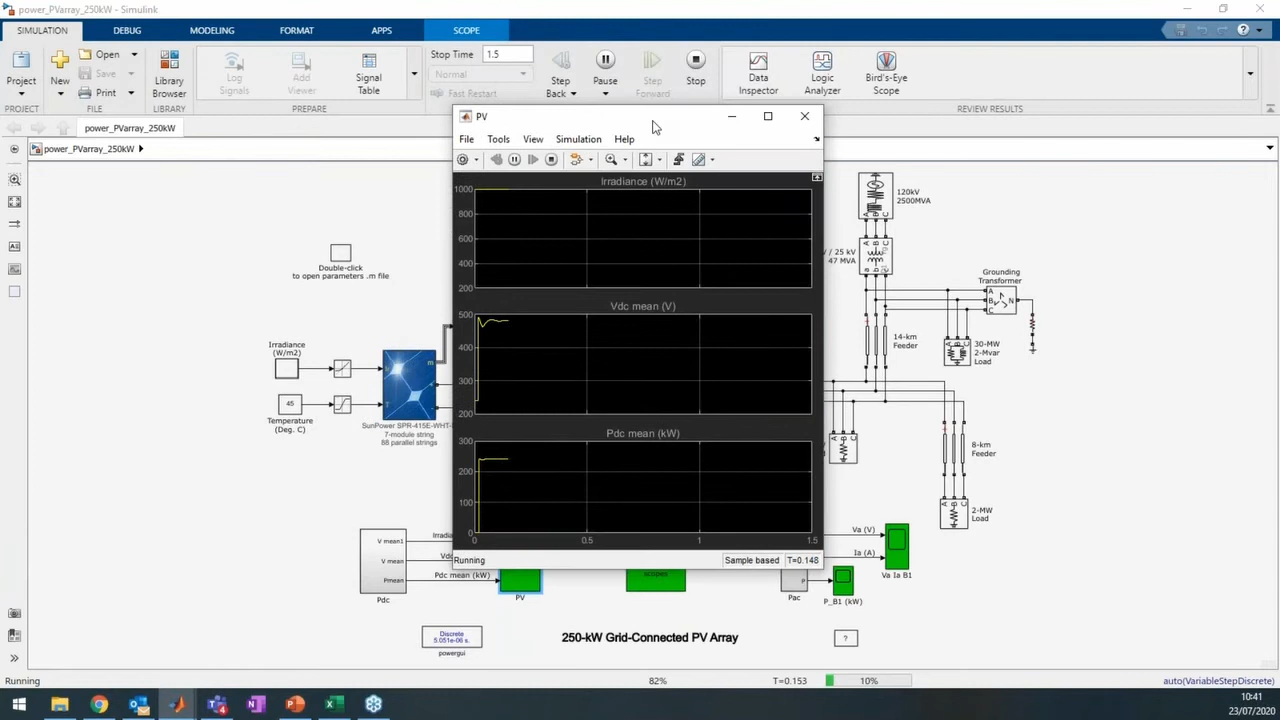 power_PVarray_250kW - Simulink
SIMULATION
DEBUG
MODELING
FORMAT
APPS
SCOPE
Project
New
Open
Save
Print
Library
Browser
Log
Signals
Add
Viewer
Signal
Table
Stop Time 1.5
Normal
Fast Restart
Step
Back
Pause
Step
Forward
Stop
Data
Inspector
Logic
Analyzer
Bird's-Eye
Scope
PROJECT
FILE
LIBRARY
PREPARE
REVIEW RESULTS
power_PVarray_250kW
power_PVarray_250kW
PV
File Tools View Simulation Help
Irradiance (W/m2)
1000
800
600
400
200
Vdc mean (V)
500
400
300
200
Pdc mean (kW)
300
200
100
0
0 0.5 1 1.5
Running
Sample based T=0.148
Double-click
to open parameters .m file
Irradiance
(W/m2)
45
Temperature
(Deg. C)
m
SunPower SPR-415E-WHT-
7-module string
88 parallel strings
V mean1
V mean
Pmean
Pdc
Irradia
Vdc
Pdc mean (kW)
PV
scopes
Pac
P_B1 (kW)
Va (V)
Ia (A)
Va Ia B1
120kV
2500MVA
A B C
A B C
a b c
V / 25 kV
47 MVA
Grounding
Transformer
A
B
C
N
14-km
Feeder
A B C
30-MW
2-Mvar
Load
A B C
8-km
Feeder
A B C
2-MW
Load
Discrete
5.051e-06 s.
powergui
250-kW Grid-Connected PV Array
?
Running
82%
T=0.153
10%
auto(VariableStepDiscrete)
10:41
23/07/2020